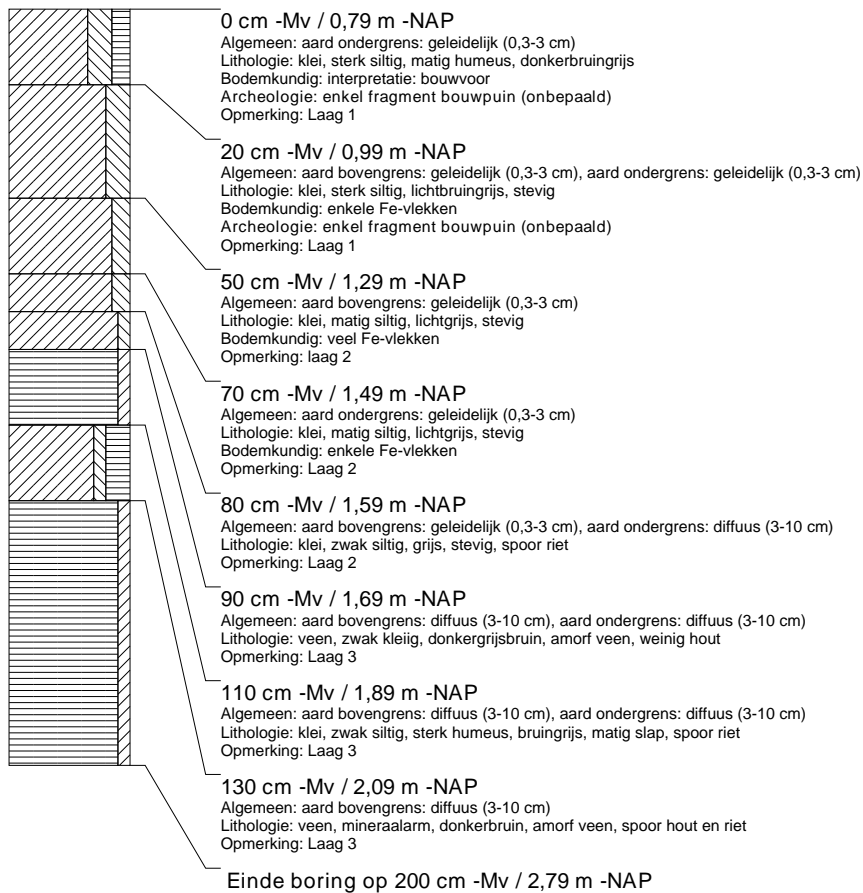 0 cm -Mv / 0,79 m -NAP
Algemeen: aard ondergrens: geleidelijk (0,3-3 cm)
Lithologie: klei, sterk siltig, matig humeus, donkerbruingrijs
Bodemkundig: interpretatie: bouwvoor
Archeologie: enkel fragment bouwpuin (onbepaald)
Opmerking: Laag 1
20 cm -Mv / 0,99 m -NAP
Algemeen: aard bovengrens: geleidelijk (0,3-3 cm), aard ondergrens: geleidelijk (0,3-3 cm)
Lithologie: klei, sterk siltig, lichtbruingrijs, stevig
Bodemkundig: enkele Fe-vlekken
Archeologie: enkel fragment bouwpuin (onbepaald)
Opmerking: Laag 1
50 cm -Mv / 1,29 m -NAP
Algemeen: aard bovengrens: geleidelijk (0,3-3 cm)
Lithologie: klei, matig siltig, lichtgrijs, stevig
Bodemkundig: veel Fe-vlekken
Opmerking: laag 2
70 cm -Mv / 1,49 m -NAP
Algemeen: aard ondergrens: geleidelijk (0,3-3 cm)
Lithologie: klei, matig siltig, lichtgrijs, stevig
Bodemkundig: enkele Fe-vlekken
Opmerking: Laag 2
80 cm -Mv / 1,59 m -NAP
Algemeen: aard bovengrens: geleidelijk (0,3-3 cm), aard ondergrens: diffuus (3-10 cm)
Lithologie: klei, zwak siltig, grijs, stevig, spoor riet
Opmerking: Laag 2
90 cm -Mv / 1,69 m -NAP
Algemeen: aard bovengrens: diffuus (3-10 cm), aard ondergrens: diffuus (3-10 cm)
Lithologie: veen, zwak kleiig, donkergrijsbruin, amorf veen, weinig hout
Opmerking: Laag 3
110 cm -Mv / 1,89 m -NAP
Algemeen: aard bovengrens: diffuus (3-10 cm), aard ondergrens: diffuus (3-10 cm)
Lithologie: klei, zwak siltig, sterk humeus, bruingrijs, matig slap, spoor riet
Opmerking: Laag 3
130 cm -Mv / 2,09 m -NAP
Algemeen: aard bovengrens: diffuus (3-10 cm)
Lithologie: veen, mineraalarm, donkerbruin, amorf veen, spoor hout en riet
Opmerking: Laag 3
Einde boring op 200 cm -Mv / 2,79 m -NAP